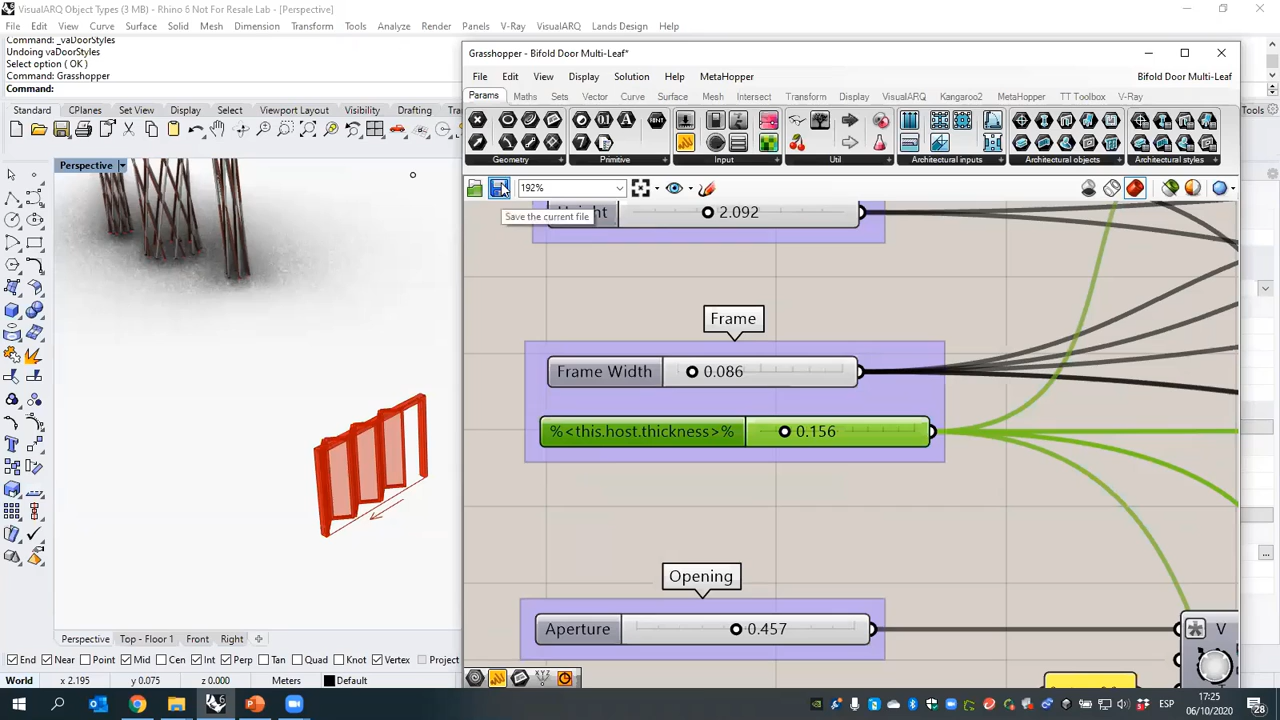 VisualARQ Object Types (3 MB) - Rhino 6 Not For Resale Lab - [Perspective]
File Edit View Curve Surface Solid Mesh Dimension Transform Tools Analyze Render Panels V-Ray VisualARQ Lands Design Help
Command: _vaDoorStyles
Undoing vaDoorStyles
Select option ( OK )
Command: Grasshopper
Command:
Standard CPlanes Set View Display Select Viewport Layout Visibility
Tools
Perspective
Grasshopper - Bifold Door Multi-Leaf*
File Edit View Display Solution Help MetaHopper Bifold Door Multi-Leaf
Params Maths Sets Vector Curve Surface Mesh Intersect Transform Display VisualARQ Kangaroo2 MetaHopper TT Toolbox V-Ray
Geometry Primitive Input Util Architectural inputs Architectural objects Architectural styles
192%
Save the current file
Height 2.092
Frame
Frame Width 0.086
%<this.host.thickness>% 0.156
Opening
Aperture 0.457
V
Perspective Top - Floor 1 Front Right
End Near Point Mid Cen Int Perp Tan Quad Knot Vertex Project
World x 2.195 y 0.075 z 0.000 Meters Default
ESP
17:25
06/10/2020
28